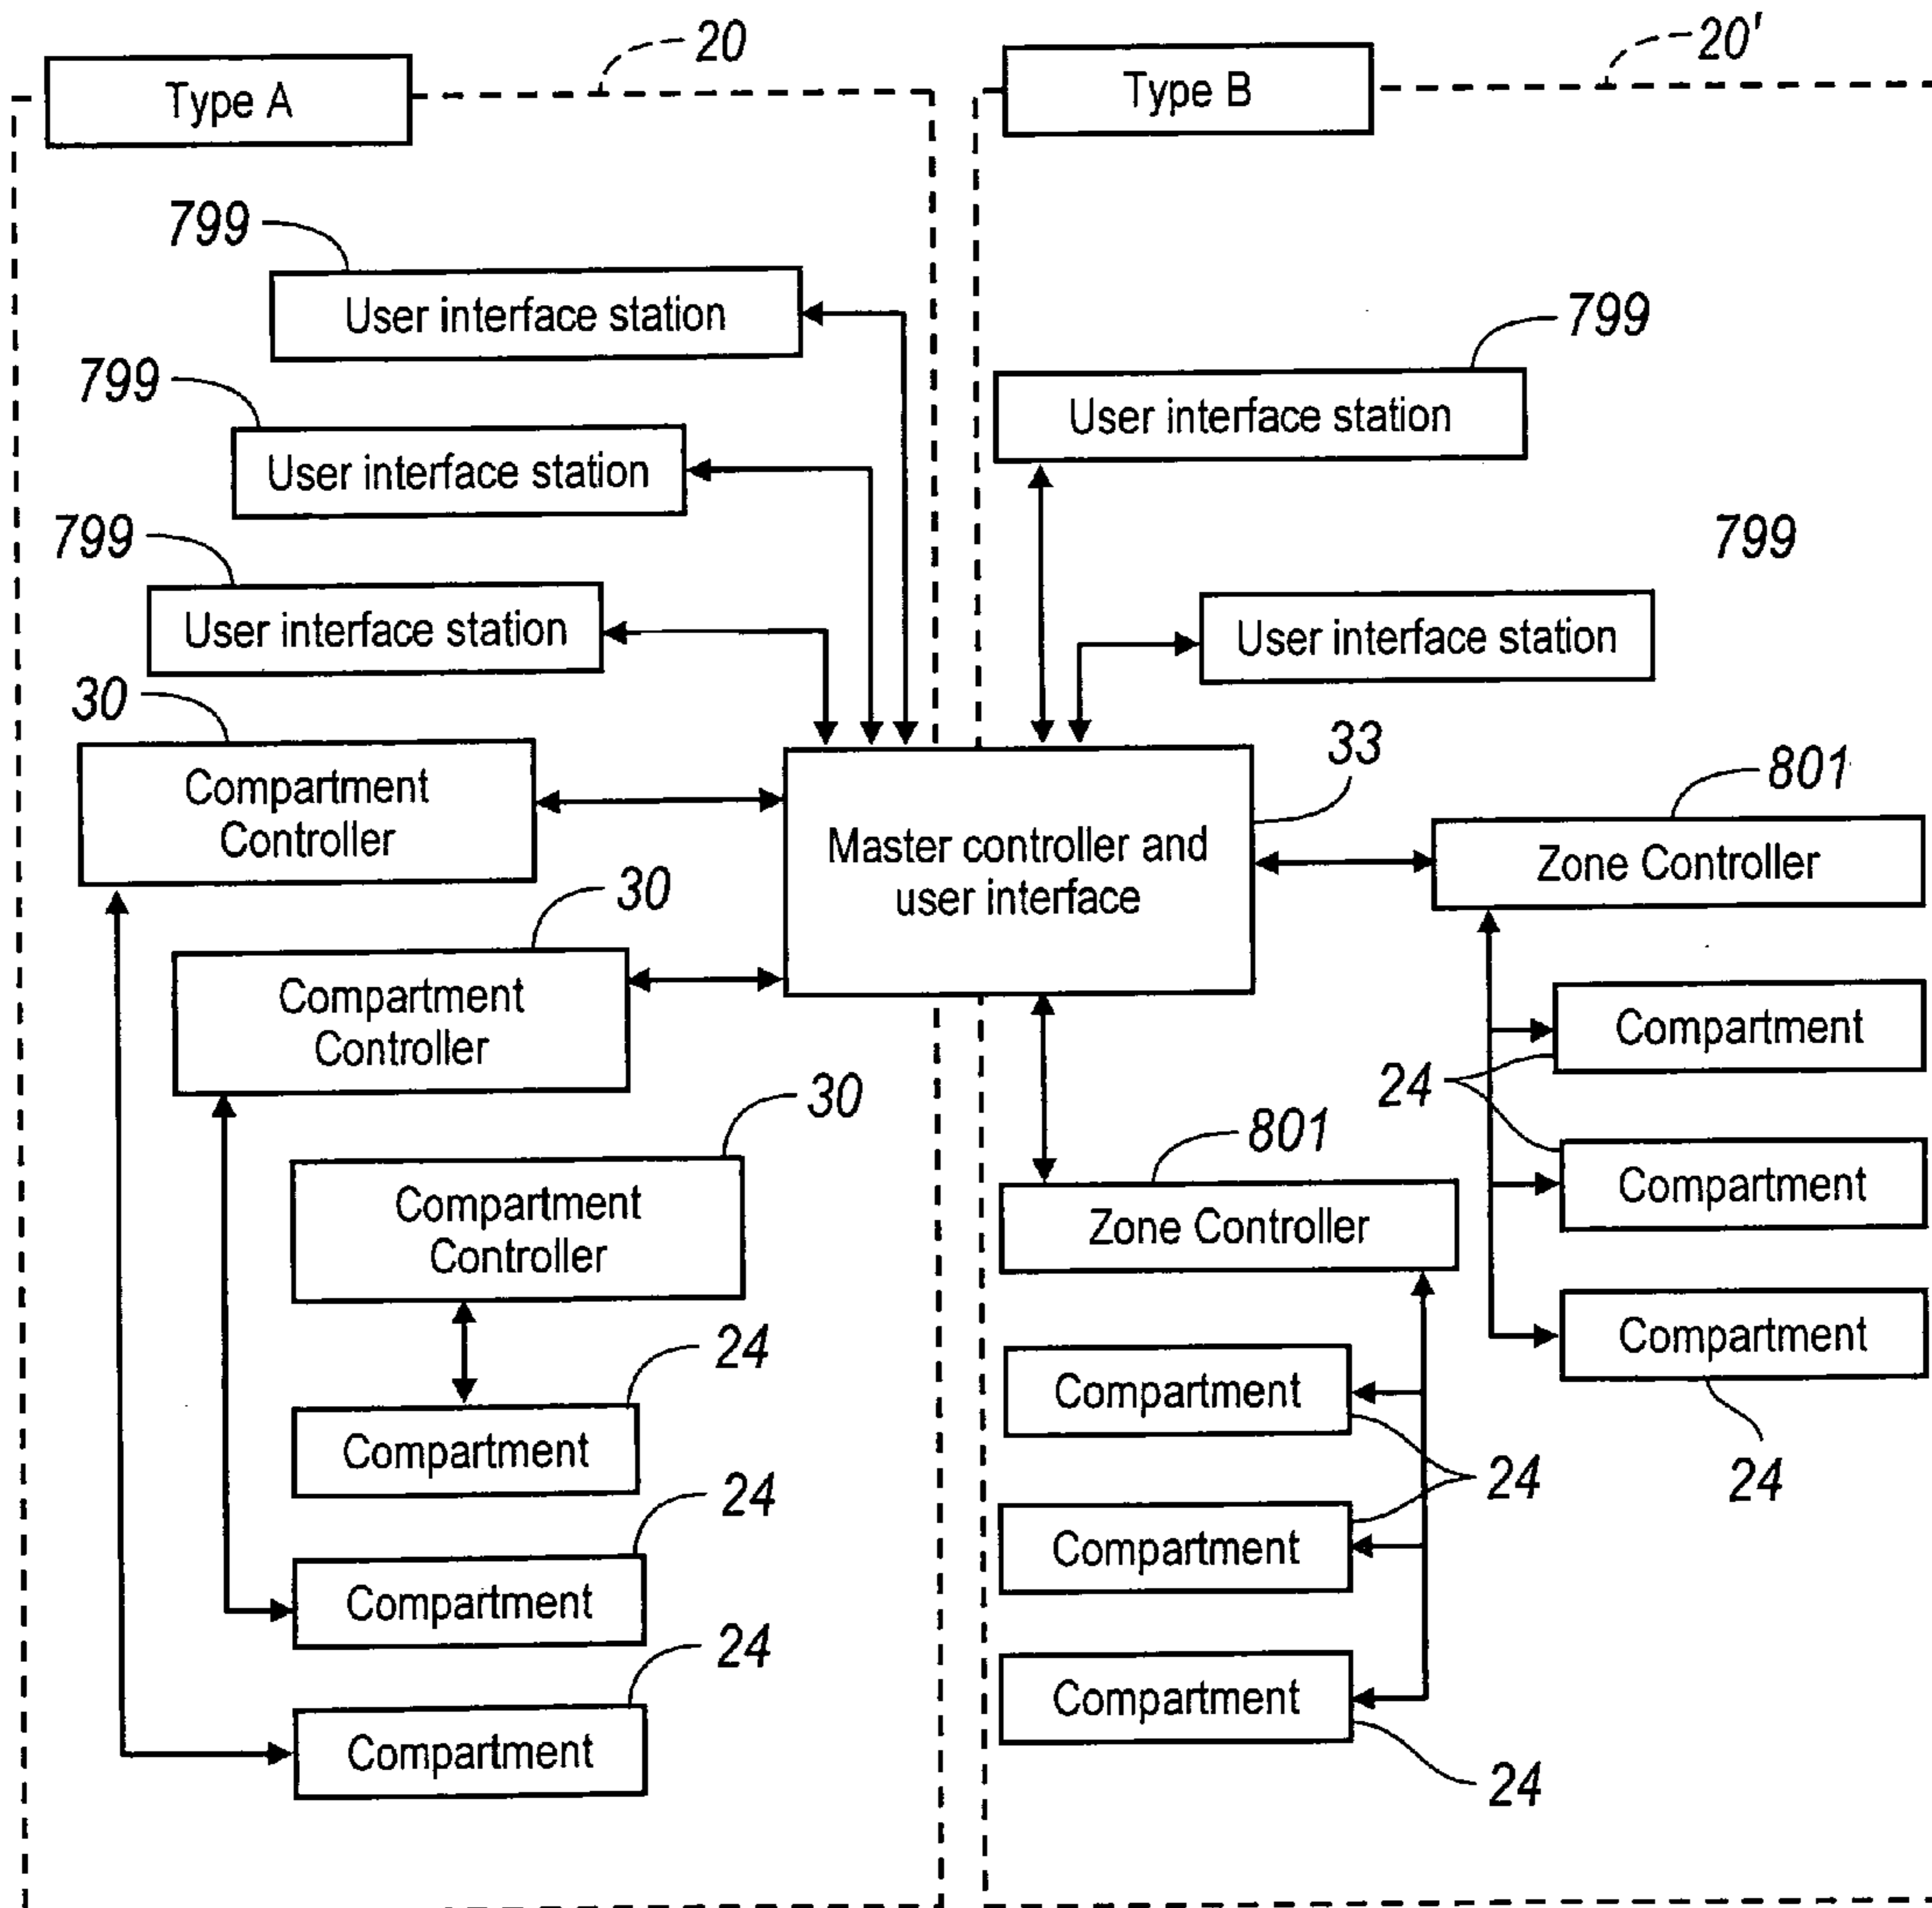 20
20'
Type A
Type B
799
User interface station
799
User interface station
799
User interface station
799
User interface station
799
User interface station
30
Compartment
Controller
30
Compartment
Controller
30
Compartment
Controller
24
Compartment
24
Compartment
24
Compartment
33
Master controller and
user interface
801
Zone Controller
Compartment
24
Compartment
Compartment
24
801
Zone Controller
Compartment
24
Compartment
Compartment
24